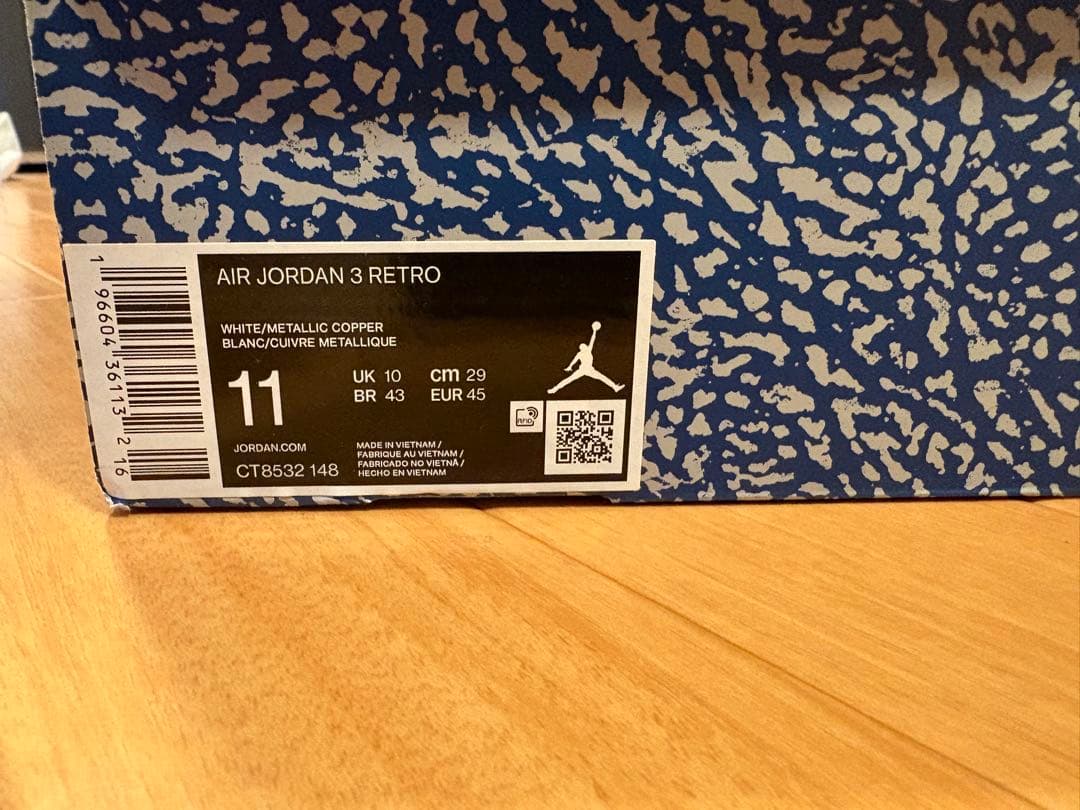 AIR JORDAN 3 RETRO
WHITE/METALLIC COPPER
BLANC/CUIVRE METALLIQUE
11
UK 10 cm 29
BR 43 EUR 45
RFID
JORDAN.COM
CT8532 148
MADE IN VIETNAM /
FABRIQUE AU VIETNAM /
FABRICADO NO VIETNÃ /
HECHO EN VIETNAM
1 96604 36113 2 16